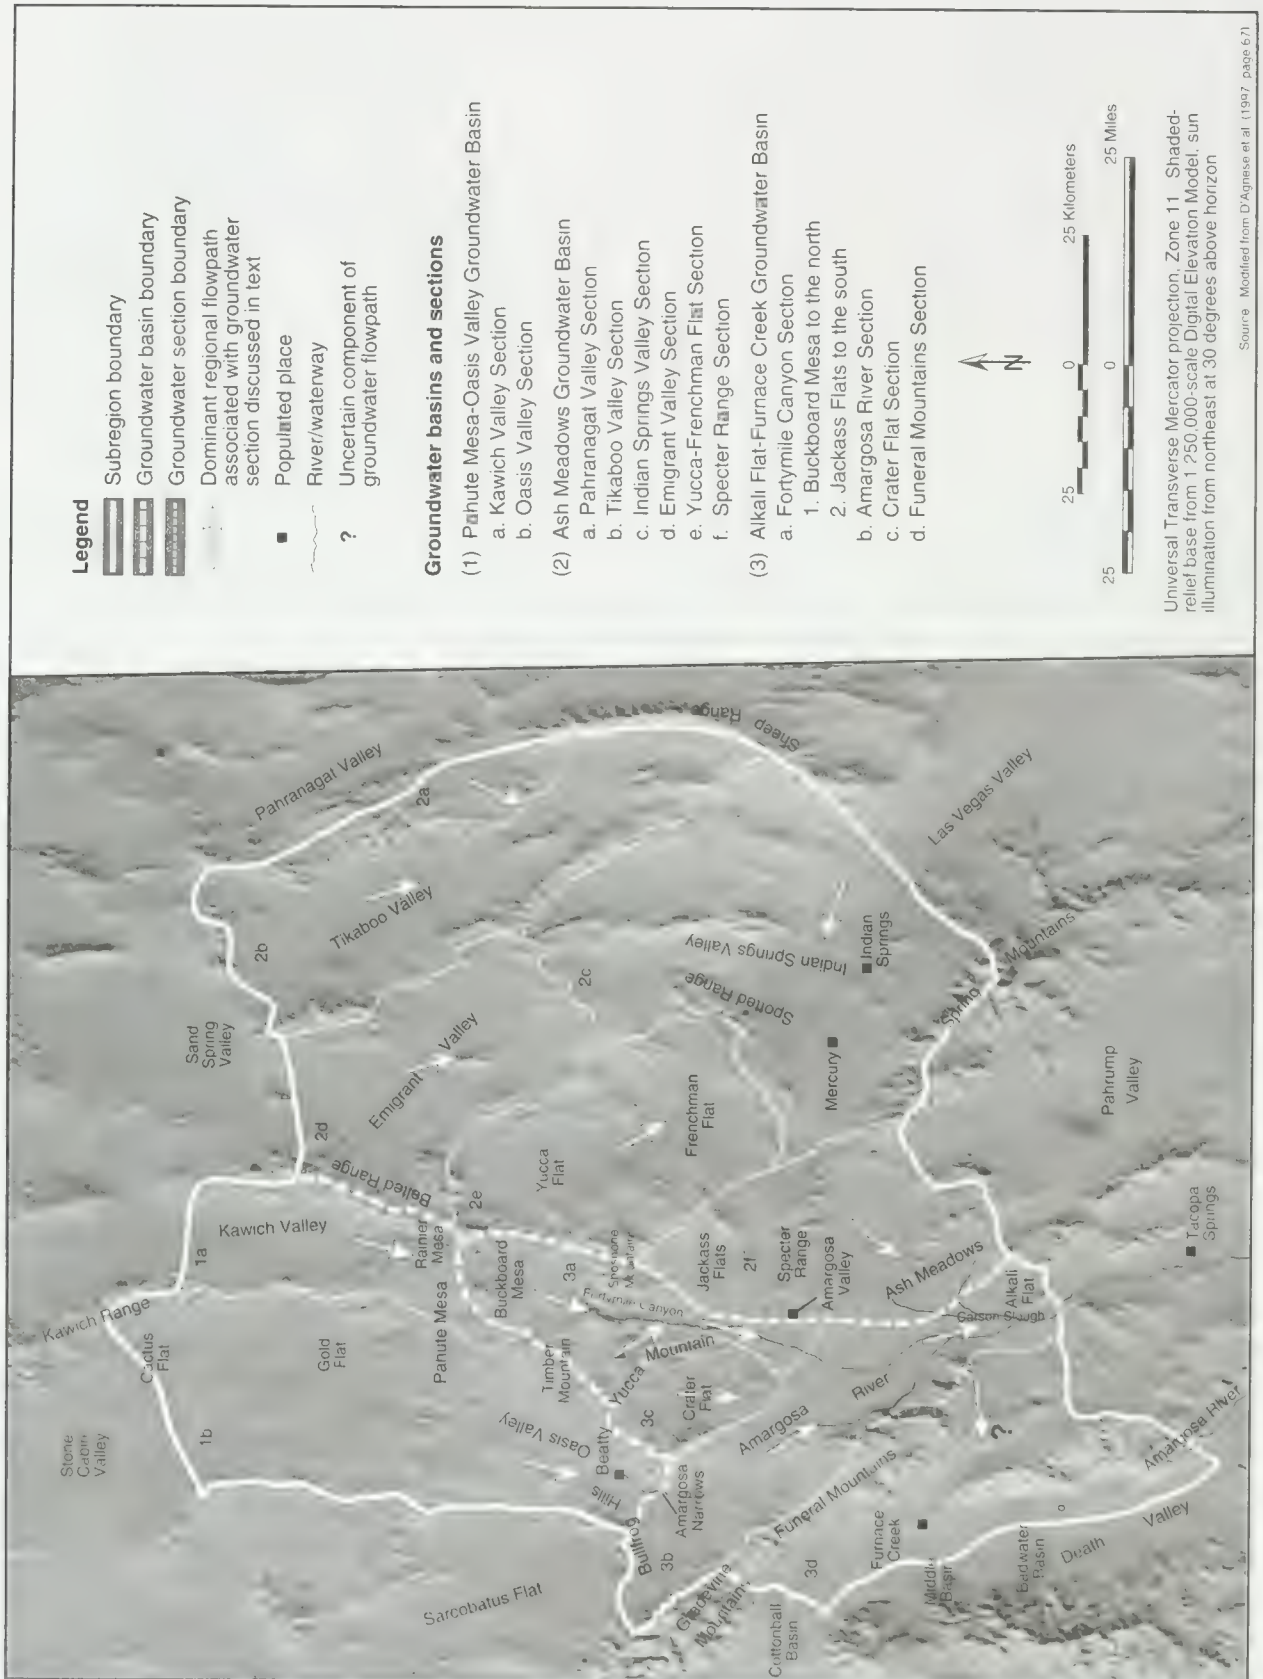 Legend
Subregion boundary
Groundwater basin boundary
Groundwater section boundary
Dominant regional flowpath
associated with groundwater
section discussed in text
Populated place
River/waterway
?
Uncertain component of
groundwater flowpath
Groundwater basins and sections
(1) Pahute Mesa-Oasis Valley Groundwater Basin
a. Kawich Valley Section
b. Oasis Valley Section
(2) Ash Meadows Groundwater Basin
a. Pahranagat Valley Section
b. Tikaboo Valley Section
c. Indian Springs Valley Section
d. Emigrant Valley Section
e. Yucca-Frenchman Flat Section
f. Specter Range Section
(3) Alkali Flat-Furnace Creek Groundwater Basin
a. Fortymile Canyon Section
1. Buckboard Mesa to the north
2. Jackass Flats to the south
b. Amargosa River Section
c. Crater Flat Section
d. Funeral Mountains Section
N
25 0 25 Kilometers
25 0 25 Miles
Universal Transverse Mercator projection, Zone 11 Shaded-
relief base from 1 250,000-scale Digital Elevation Model, sun
illumination from northeast at 30 degrees above horizon
Source Modified from D'Agnese et al (1997 page 67)
Stone
Cabin
Valley
Kawich Range
Cactus
Flat
1a
1b
Kawich Valley
Gold
Flat
Sand
Spring
Valley
2d
2b
Pahranagat Valley
2a
Tikaboo Valley
Emigrant Valley
Belted Range
Rainier
Mesa
Pahute Mesa
2e
Buckboard
Mesa
Yucca
Flat
2c
Sarcobatus Flat
Oasis Valley
Timber
Mountain
3a
Shoshone
Mountain
Fortymile Canyon
Beatty
Bullfrog Hills
Amargosa
Narrows
3b
3c
Yucca Mountain
Crater
Flat
Jackass
Flats
2f
Frenchman
Flat
Spotted Range
Indian Springs Valley
Sheep Range
Indian
Springs
Mercury
Specter
Range
Amargosa
Valley
Las Vegas Valley
Grapevine
Mountains
Cottonball
Basin
3d
Funeral Mountains
Amargosa River
Furnace
Creek
Middle
Basin
Badwater
Basin
Death Valley
?
Ash Meadows
Carson Slough
Alkali
Flat
Amargosa River
Spring Mountains
Pahrump
Valley
Tacopa
Springs